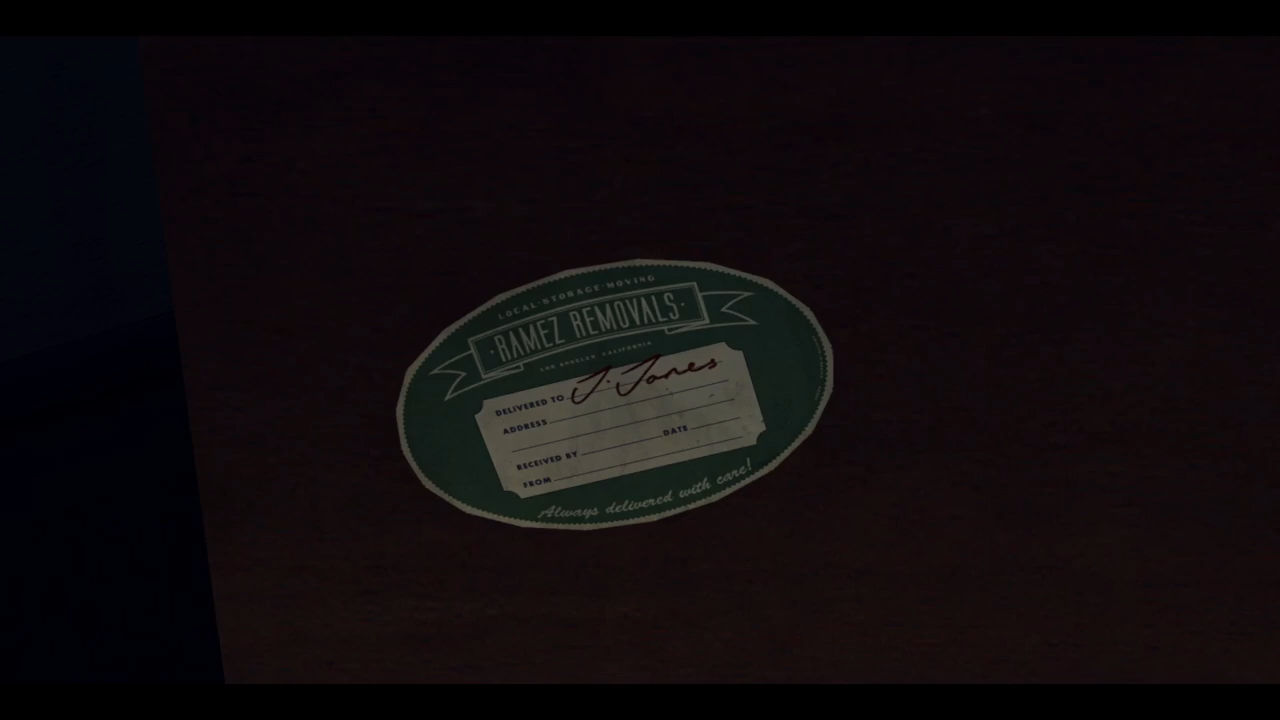 LOCAL·STORAGE·MOVING
·RAMEZ REMOVALS·
LOS ANGELES, CALIFORNIA
DELIVERED TO J. Jones
ADDRESS
RECEIVED BY DATE
FROM
Always delivered with care!